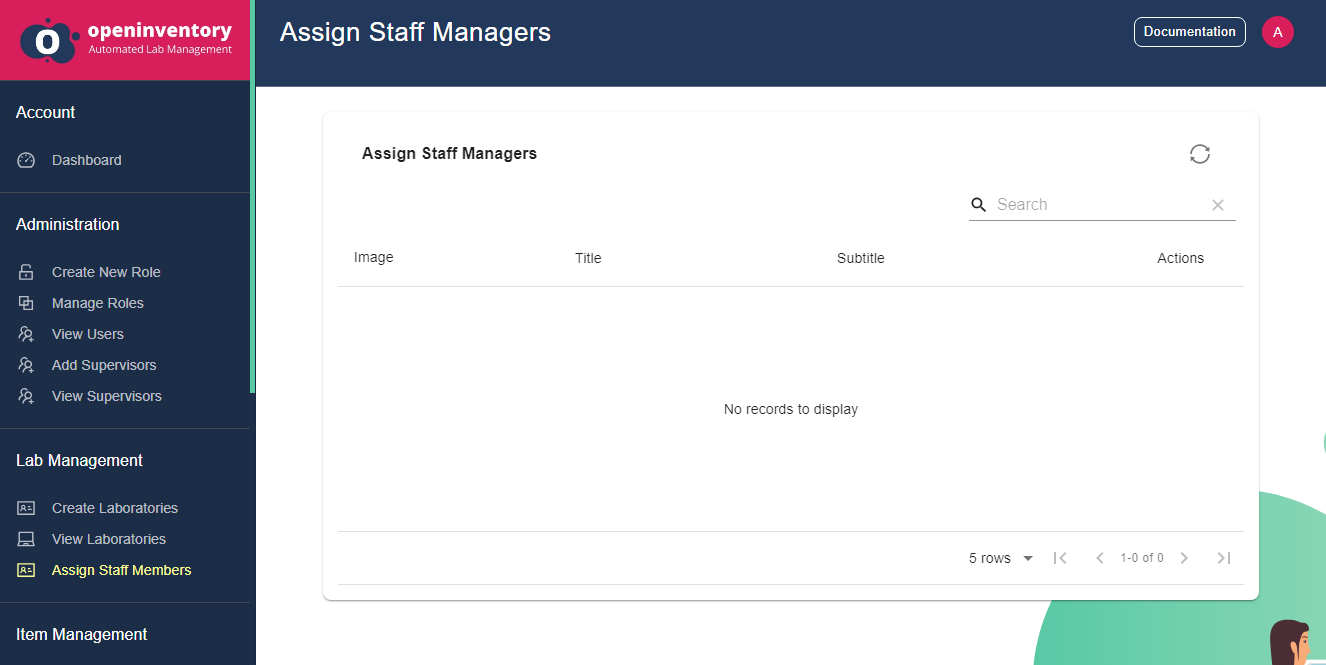 openinventory
Automated Lab Management
Assign Staff Managers
Documentation
A
Account
Dashboard
Administration
Create New Role
Manage Roles
View Users
Add Supervisors
View Supervisors
Lab Management
Create Laboratories
View Laboratories
Assign Staff Members
Item Management
Assign Staff Managers
Search
Image Title Subtitle Actions
No records to display
5 rows 1-0 of 0